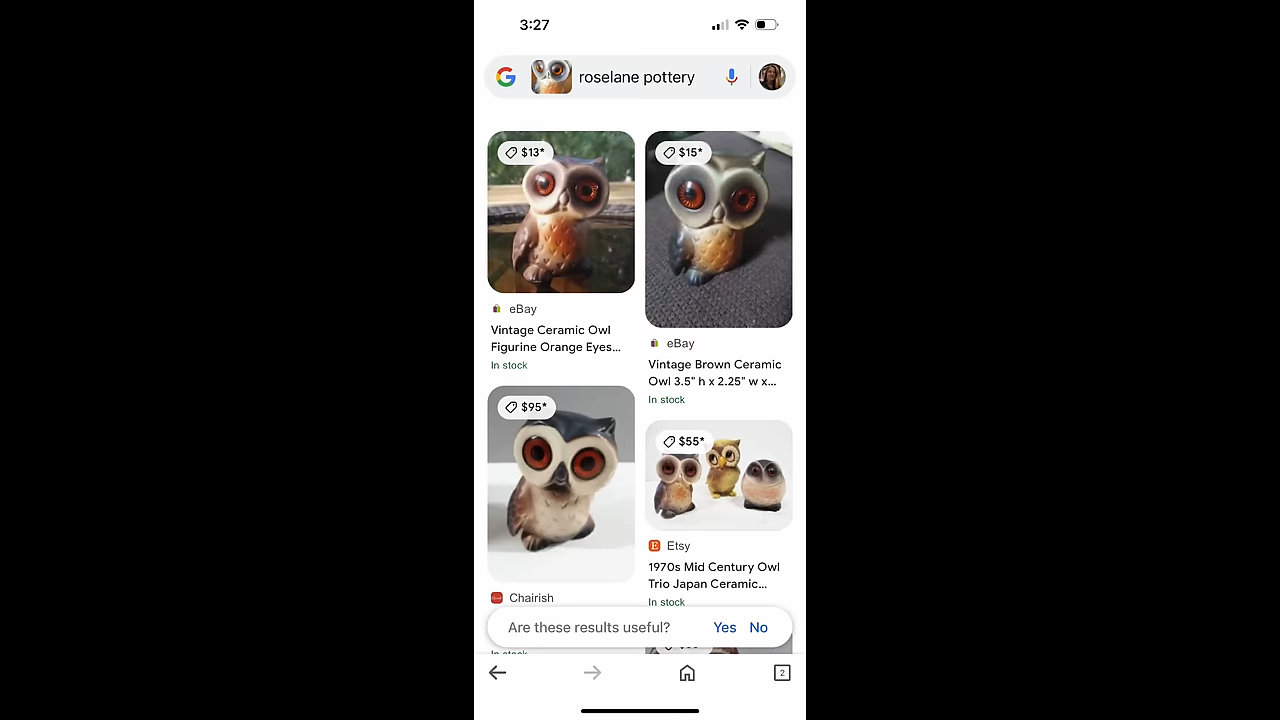 3:27
roselane pottery
$13*
eBay
Vintage Ceramic Owl
Figurine Orange Eyes...
In stock
$15*
eBay
Vintage Brown Ceramic
Owl 3.5" h x 2.25" w x...
In stock
$95*
Chairish
In stock
$55*
Etsy
1970s Mid Century Owl
Trio Japan Ceramic...
In stock
Are these results useful?
Yes No
2